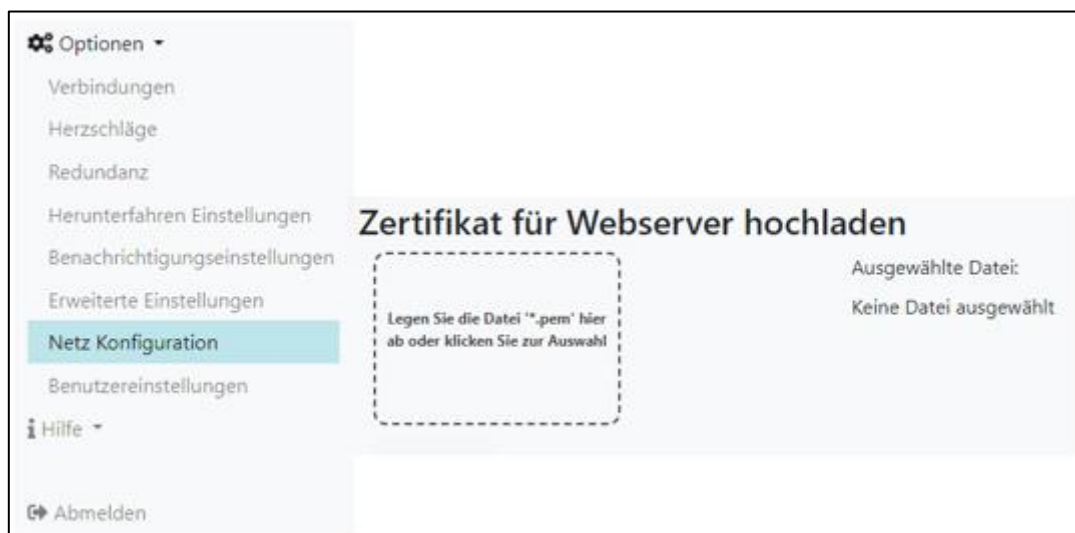 Optionen
Verbindungen
Herzschläge
Redundanz
Herunterfahren Einstellungen
Benachrichtigungseinstellungen
Erweiterte Einstellungen
Netz Konfiguration
Benutzereinstellungen
Hilfe
Abmelden
Zertifikat für Webserver hochladen
Legen Sie die Datei '*.pem' hier
ab oder klicken Sie zur Auswahl
Ausgewählte Datei:
Keine Datei ausgewählt